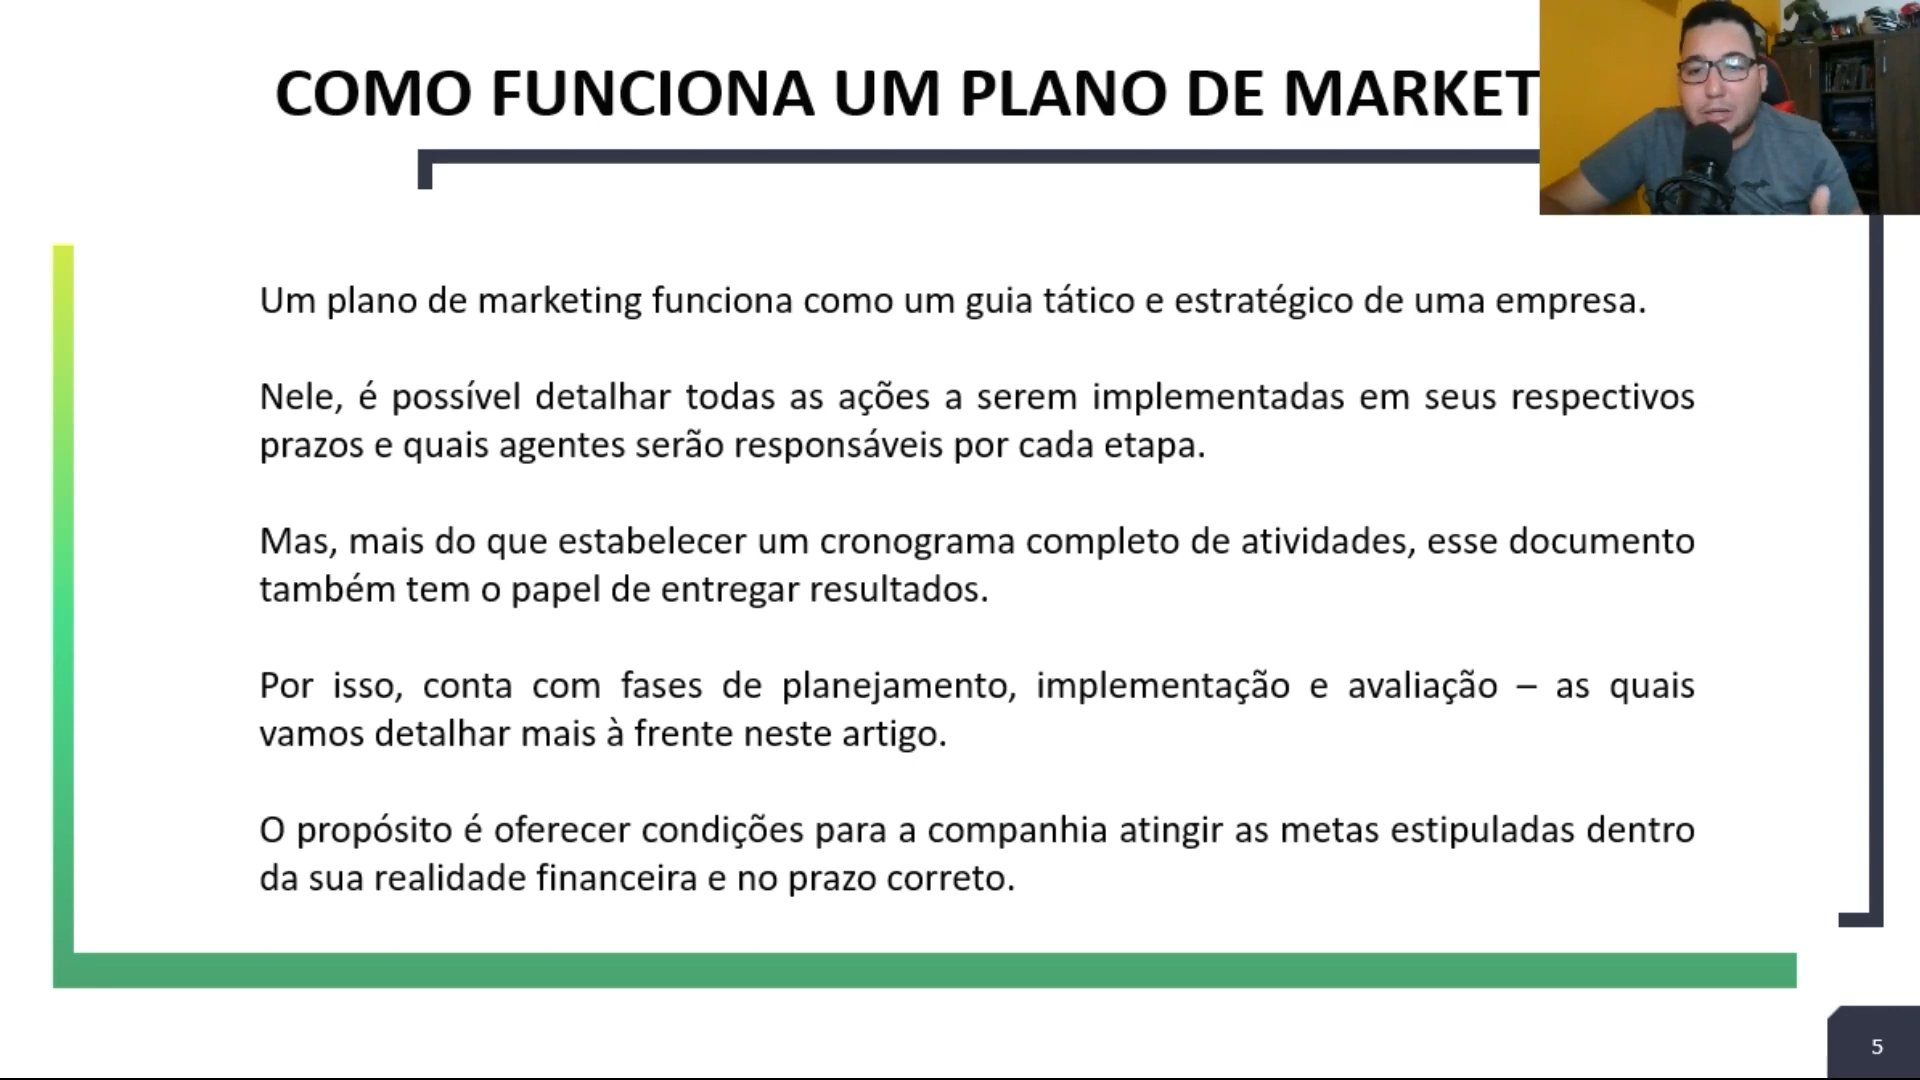 COMO FUNCIONA UM PLANO DE MARKET
Um plano de marketing funciona como um guia tático e estratégico de uma empresa.
Nele, é possível detalhar todas as ações a serem implementadas em seus respectivos
prazos e quais agentes serão responsáveis por cada etapa.
Mas, mais do que estabelecer um cronograma completo de atividades, esse documento
também tem o papel de entregar resultados.
Por isso, conta com fases de planejamento, implementação e avaliação – as quais
vamos detalhar mais à frente neste artigo.
O propósito é oferecer condições para a companhia atingir as metas estipuladas dentro
da sua realidade financeira e no prazo correto.
5